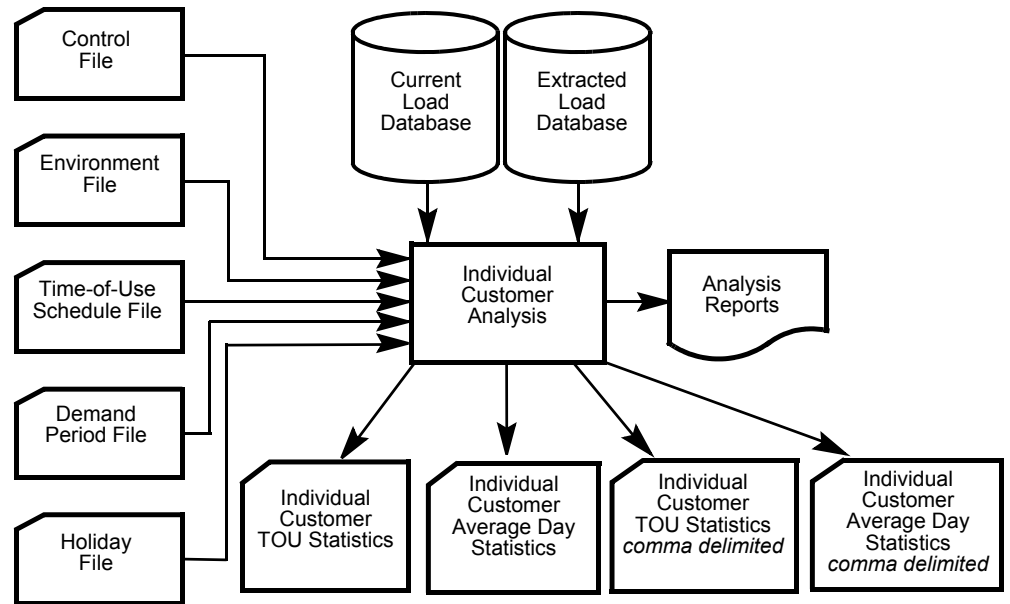 Control
File
Environment
File
Time-of-Use
Schedule File
Demand
Period File
Holiday
File
Current
Load
Database
Extracted
Load
Database
Individual
Customer
Analysis
Analysis
Reports
Individual
Customer
TOU Statistics
Individual
Customer
Average Day
Statistics
Individual
Customer
TOU Statistics
comma delimited
Individual
Customer
Average Day
Statistics
comma delimited